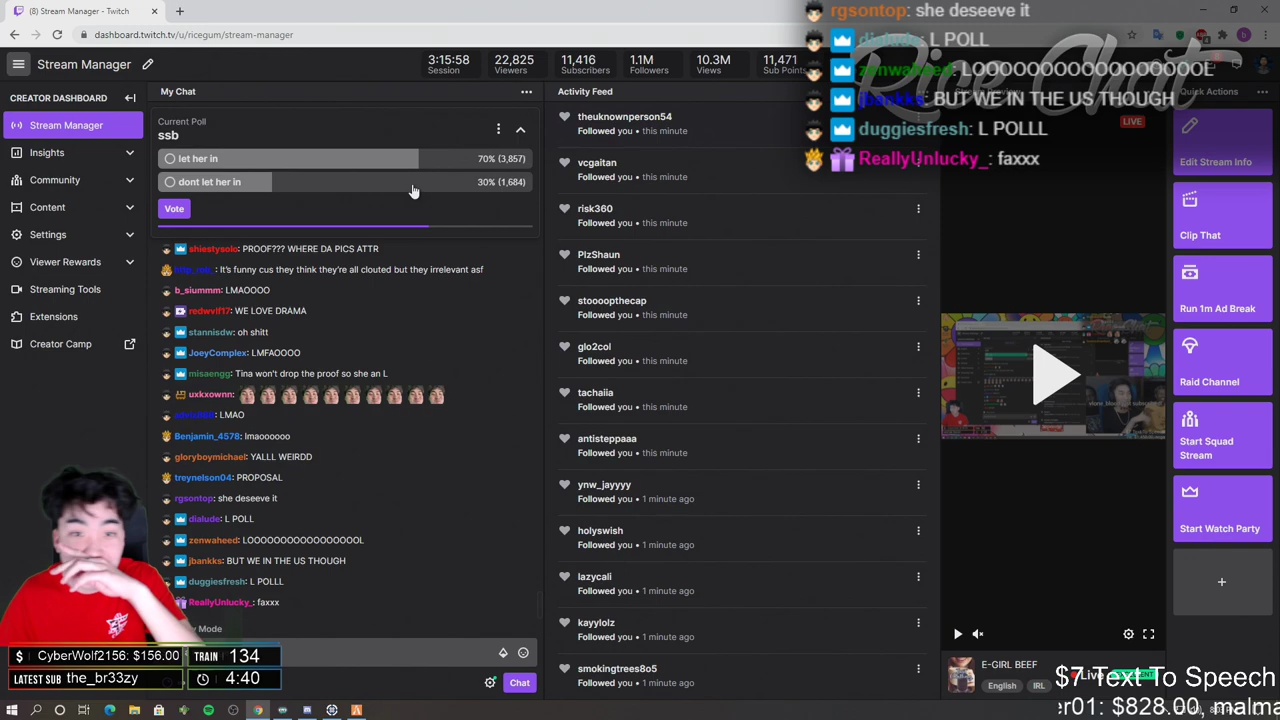 (8) Stream Manager - Twitch
dashboard.twitch.tv/u/ricegum/stream-manager
Stream Manager
3:15:58
Session
22,825
Viewers
11,416
Subscribers
1.1M
Followers
10.3M
Views
11,471
Sub Points
CREATOR DASHBOARD
Stream Manager
Insights
Community
Content
Settings
Viewer Rewards
Streaming Tools
Extensions
Creator Camp
My Chat
Current Poll
ssb
let her in 70% (3,857)
dont let her in 30% (1,684)
Vote
shiestysolo: PROOF??? WHERE DA PICS ATTR
It's funny cus they think they're all clouted but they irrelevant asf
b_siummm: LMAOOOO
redwvlf17: WE LOVE DRAMA
stannisdw: oh shitt
JoeyComplex: LMFAOOOO
misaengg: Tina won't drop the proof so she an L
uxkxownn:
LMAO
Benjamin_4578: lmaoooooo
gloryboymichael: YALLL WEIRDD
treynelson04: PROPOSAL
rgsontop: she deseeve it
dialude: L POLL
zenwaheed: LOOOOOOOOOOOOOOOOL
jbankks: BUT WE IN THE US THOUGH
duggiesfresh: L POLLL
ReallyUnlucky_: faxxx
Mode
Chat
Activity Feed
theuknownperson54
Followed you • this minute
vcgaitan
Followed you • this minute
risk360
Followed you • this minute
PlzShaun
Followed you • this minute
stoooopthecap
Followed you • this minute
glo2col
Followed you • this minute
tachaiia
Followed you • this minute
antisteppaaa
Followed you • this minute
ynw_jayyyy
Followed you • 1 minute ago
holyswish
Followed you • 1 minute ago
lazycali
Followed you • 1 minute ago
kayylolz
Followed you • 1 minute ago
smokingtrees8o5
Followed you • 1 minute ago
rgsontop: she deseeve it
dialude: L POLL
zenwaheed: LOOOOOOOOOOOOOOOOL
jbankks: BUT WE IN THE US THOUGH
duggiesfresh: L POLLL
ReallyUnlucky_: faxxx
Rice Chat
LIVE
Quick Actions
Edit Stream Info
Clip That
Run 1m Ad Break
Raid Channel
Start Squad
Stream
Start Watch Party
E-GIRL BEEF
English
IRL
Live
$ CyberWolf2156: $156.00
TRAIN 134
LATEST SUB the_br33zy
4:40
$7 Text To Speech
er01: $828.00, malma